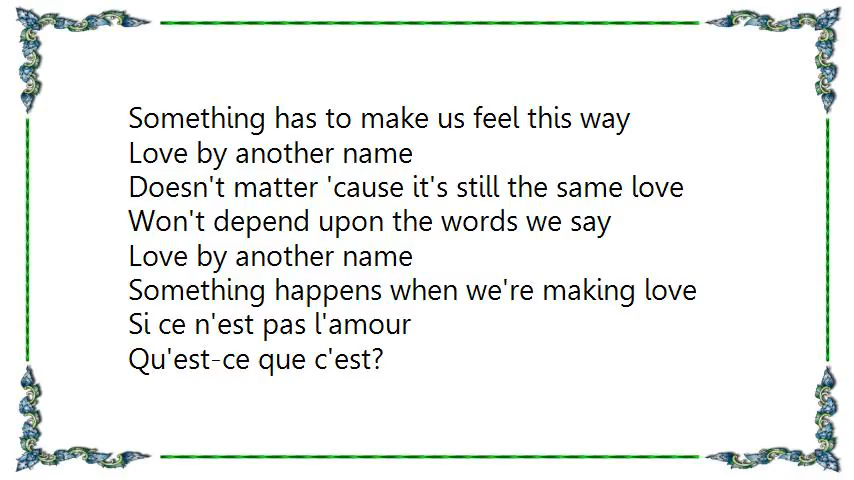 Something has to make us feel this way
Love by another name
Doesn't matter 'cause it's still the same love
Won't depend upon the words we say
Love by another name
Something happens when we're making love
Si ce n'est pas l'amour
Qu'est-ce que c'est?